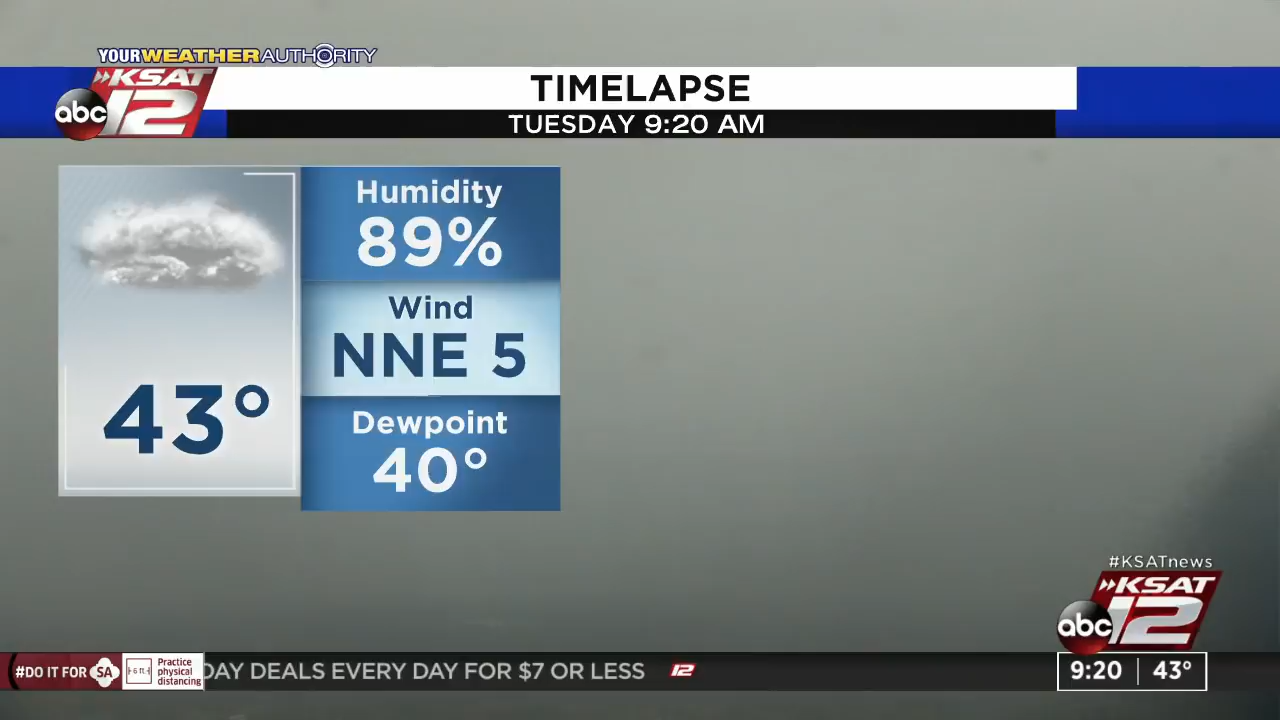 YOURWEATHERAUTHORITY
KSAT
abc 12
TIMELAPSE
TUESDAY 9:20 AM
Humidity
89%
Wind
NNE 5
43°
Dewpoint
40°
#KSATnews
KSAT
abc 12
#DO IT FOR SA
6 ft.
Practice
physical
distancing
DAY DEALS EVERY DAY FOR $7 OR LESS 12
9:20 43°